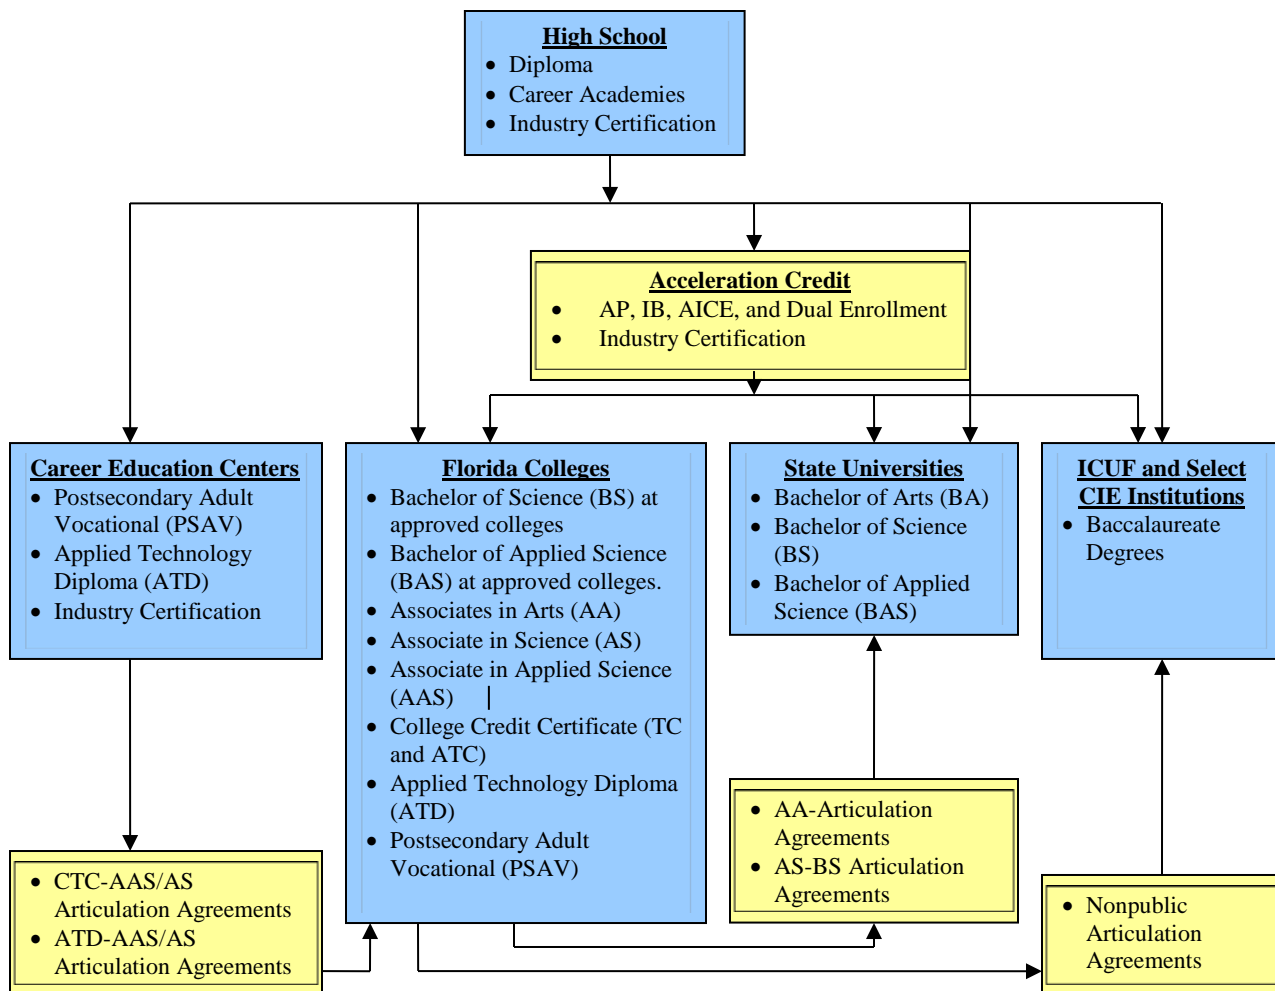 High School
• Diploma
• Career Academies
• Industry Certification
Acceleration Credit
• AP, IB, AICE, and Dual Enrollment
• Industry Certification
Career Education Centers
• Postsecondary Adult
Vocational (PSAV)
• Applied Technology
Diploma (ATD)
• Industry Certification
Florida Colleges
• Bachelor of Science (BS) at
approved colleges
• Bachelor of Applied Science
(BAS) at approved colleges.
• Associates in Arts (AA)
• Associate in Science (AS)
• Associate in Applied Science
(AAS)
• College Credit Certificate (TC
and ATC)
• Applied Technology Diploma
(ATD)
• Postsecondary Adult
Vocational (PSAV)
State Universities
• Bachelor of Arts (BA)
• Bachelor of Science
(BS)
• Bachelor of Applied
Science (BAS)
ICUF and Select
CIE Institutions
• Baccalaureate
Degrees
• CTC-AAS/AS
Articulation Agreements
• ATD-AAS/AS
Articulation Agreements
• AA-Articulation
Agreements
• AS-BS Articulation
Agreements
• Nonpublic
Articulation
Agreements